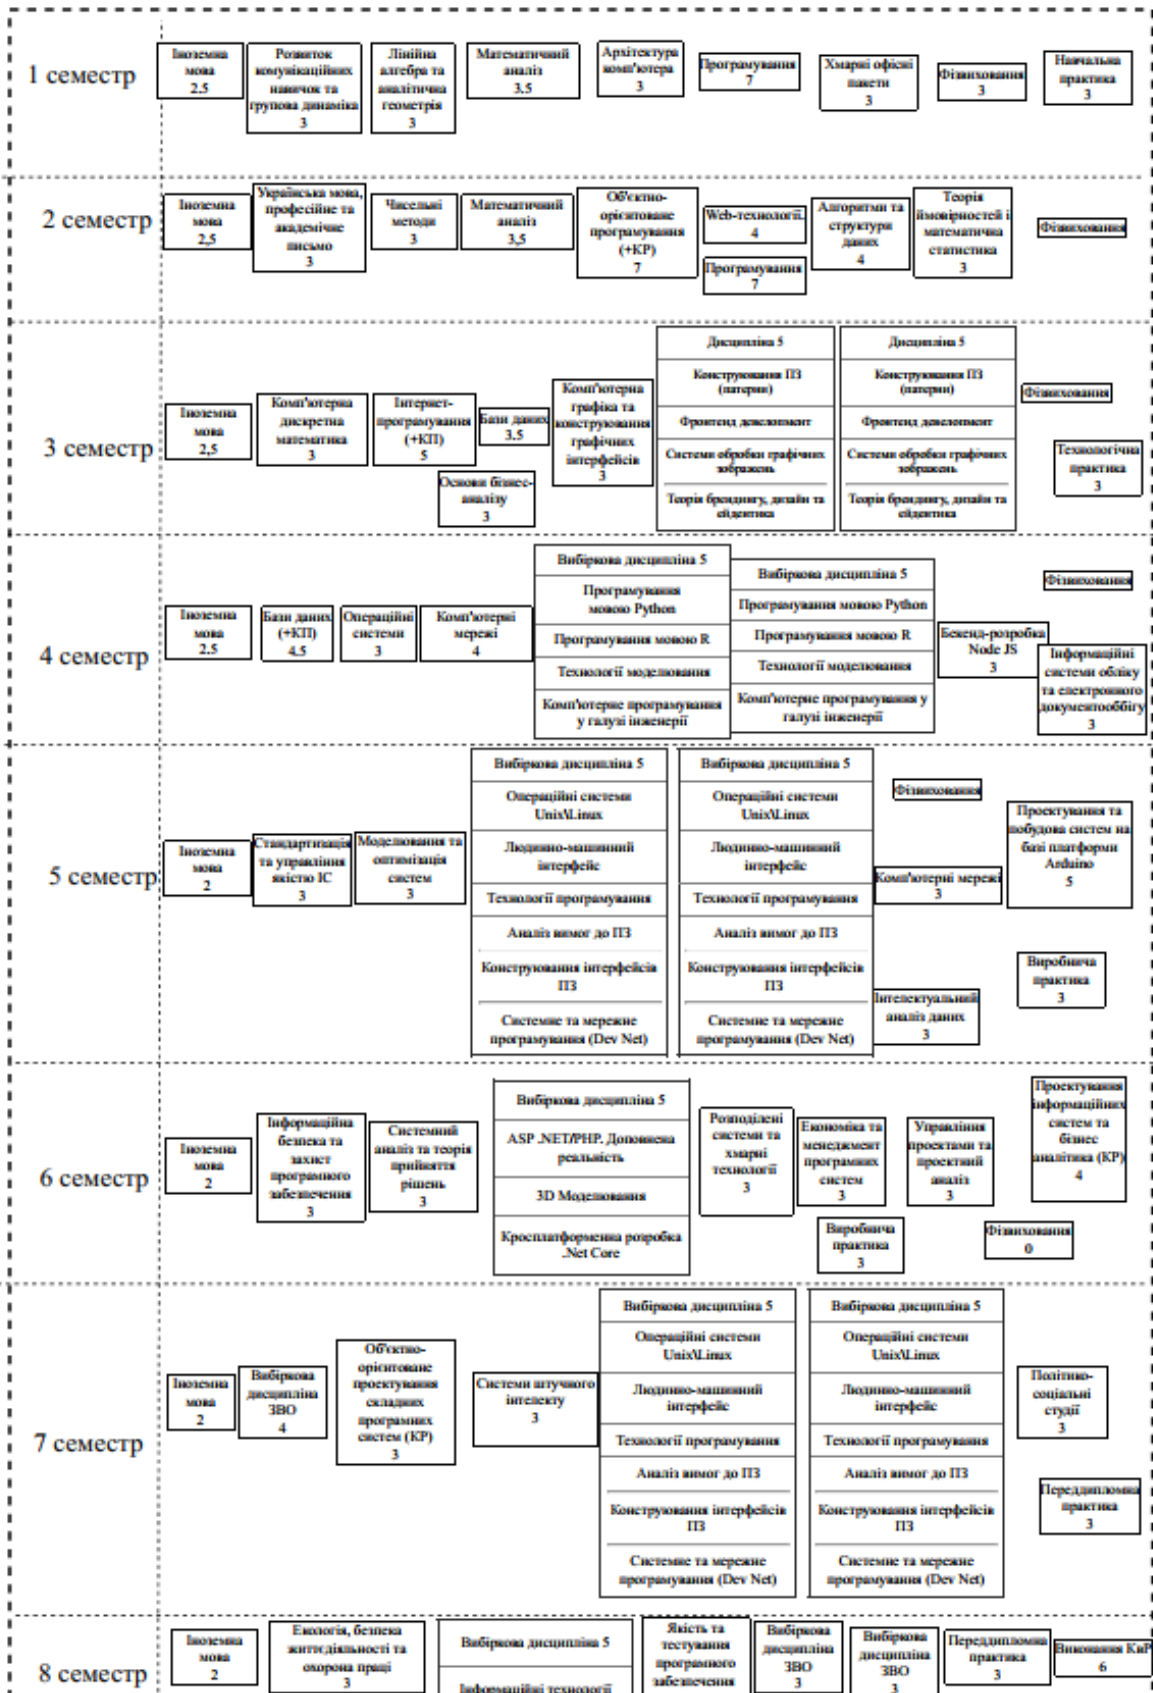 1 семестр
Іноземна
мова
2.5
Розвиток
комунікаційних
навичок та
групова динаміка
3
Лінійна
алгебра та
аналітична
геометрія
3
Математичний
аналіз
3.5
Архітектура
комп'ютера
3
Програмування
7
Хмарні офісні
пакети
3
Фізвиховання
3
Навчальна
практика
3
2 семестр
Іноземна
мова
2,5
Українська мова,
професійне та
академічне
письмо
3
Чисельні
методи
3
Математичний
аналіз
3,5
Об'єктно-
орієнтоване
програмування
(+КР)
7
Web-технології.
4
Програмування
7
Алгоритми та
структури
даних
4
Теорія
ймовірностей і
математична
статистика
3
Фізвиховання
3 семестр
Іноземна
мова
2,5
Комп'ютерна
дискретна
математика
3
Інтернет-
програмування
(+КП)
5
Бази даних
3.5
Основи бізнес-
аналізу
3
Комп'ютерна
графіка та
конструювання
графічних
інтерфейсів
3
Дисципліна 5
Конструювання ПЗ
(патерни)
Фронтенд девелопмент
Системи обробки графічних
зображень
Теорія брендингу, дизайн та
ейдентика
Дисципліна 5
Конструювання ПЗ
(патерни)
Фронтенд девелопмент
Системи обробки графічних
зображень
Теорія брендингу, дизайн та
ейдентика
Фізвиховання
Технологічна
практика
3
4 семестр
Іноземна
мова
2.5
Бази даних
(+КП)
4.5
Операційні
системи
3
Комп'ютерні
мережі
4
Вибіркова дисципліна 5
Програмування
мовою Python
Програмування мовою R
Технології моделювання
Комп'ютерне програмування
у галузі інженерії
Вибіркова дисципліна 5
Програмування мовою Python
Програмування мовою R
Технології моделювання
Комп'ютерне програмування у
галузі інженерії
Бекенд-розробка
Node JS
3
Фізвиховання
Інформаційні
системи обліку
та електронного
документооббігу
3
5 семестр
Іноземна
мова
2
Стандартизація
та управління
якістю ІС
3
Моделювання та
оптимізація
систем
3
Вибіркова дисципліна 5
Операційні системи
Unix\Linux
Людинно-машинний
інтерфейс
Технології програмування
Аналіз вимог до ПЗ
Конструювання інтерфейсів
ПЗ
Системне та мережне
програмування (Dev Net)
Вибіркова дисципліна 5
Операційні системи
Unix\Linux
Людинно-машинний
інтерфейс
Технології програмування
Аналіз вимог до ПЗ
Конструювання інтерфейсів
ПЗ
Системне та мережне
програмування (Dev Net)
Фізвиховання
Комп'ютерні мережі
3
Інтелектуальний
аналіз даних
3
Проектування та
побудова систем на
базі платформи
Arduino
5
Виробнича
практика
3
6 семестр
Іноземна
мова
2
Інформаційна
безпека та
захист
програмного
забезпечення
3
Системний
аналіз та теорія
прийняття
рішень
3
Вибіркова дисципліна 5
ASP .NET/PHP. Доповнена
реальність
3D Моделювання
Кросплатформенна розробка
.Net Core
Розподілені
системи та
хмарні
технології
3
Економіка та
менеджмент
програмних
систем
3
Управління
проектами та
проектний
аналіз
3
Проектування
інформаційних
систем та
бізнес
аналітика (КР)
4
Виробнича
практика
3
Фізвиховання
0
7 семестр
Іноземна
мова
2
Вибіркова
дисципліна
ЗВО
4
Об'єктно-
орієнтоване
проектування
складних
програмних
систем (КР)
3
Системи штучного
інтелекту
3
Вибіркова дисципліна 5
Операційні системи
Unix\Linux
Людинно-машинний
інтерфейс
Технології програмування
Аналіз вимог до ПЗ
Конструювання інтерфейсів
ПЗ
Системне та мережне
програмування (Dev Net)
Вибіркова дисципліна 5
Операційні системи
Unix\Linux
Людинно-машинний
інтерфейс
Технології програмування
Аналіз вимог до ПЗ
Конструювання інтерфейсів
ПЗ
Системне та мережне
програмування (Dev Net)
Політико-
соціальні
студії
3
Переддипломна
практика
3
8 семестр
Іноземна
мова
2
Екологія, безпека
життєдіяльності та
охорона праці
3
Вибіркова дисципліна 5
Інформаційні технології
Якість та
тестування
програмного
забезпечення
Вибіркова
дисципліна
ЗВО
3
Вибіркова
дисципліна
ЗВО
3
Переддипломна
практика
3
Виконання КвР
6